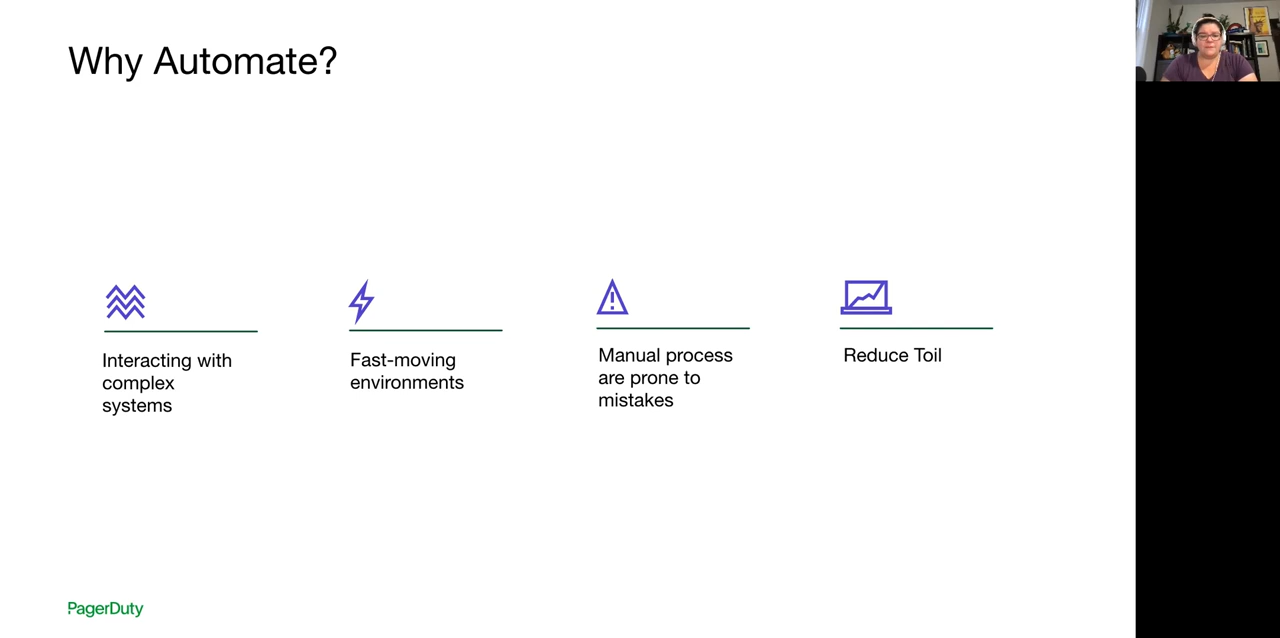 Why Automate?
Interacting with
complex
systems
Fast-moving
environments
Manual process
are prone to
mistakes
Reduce Toil
PagerDuty